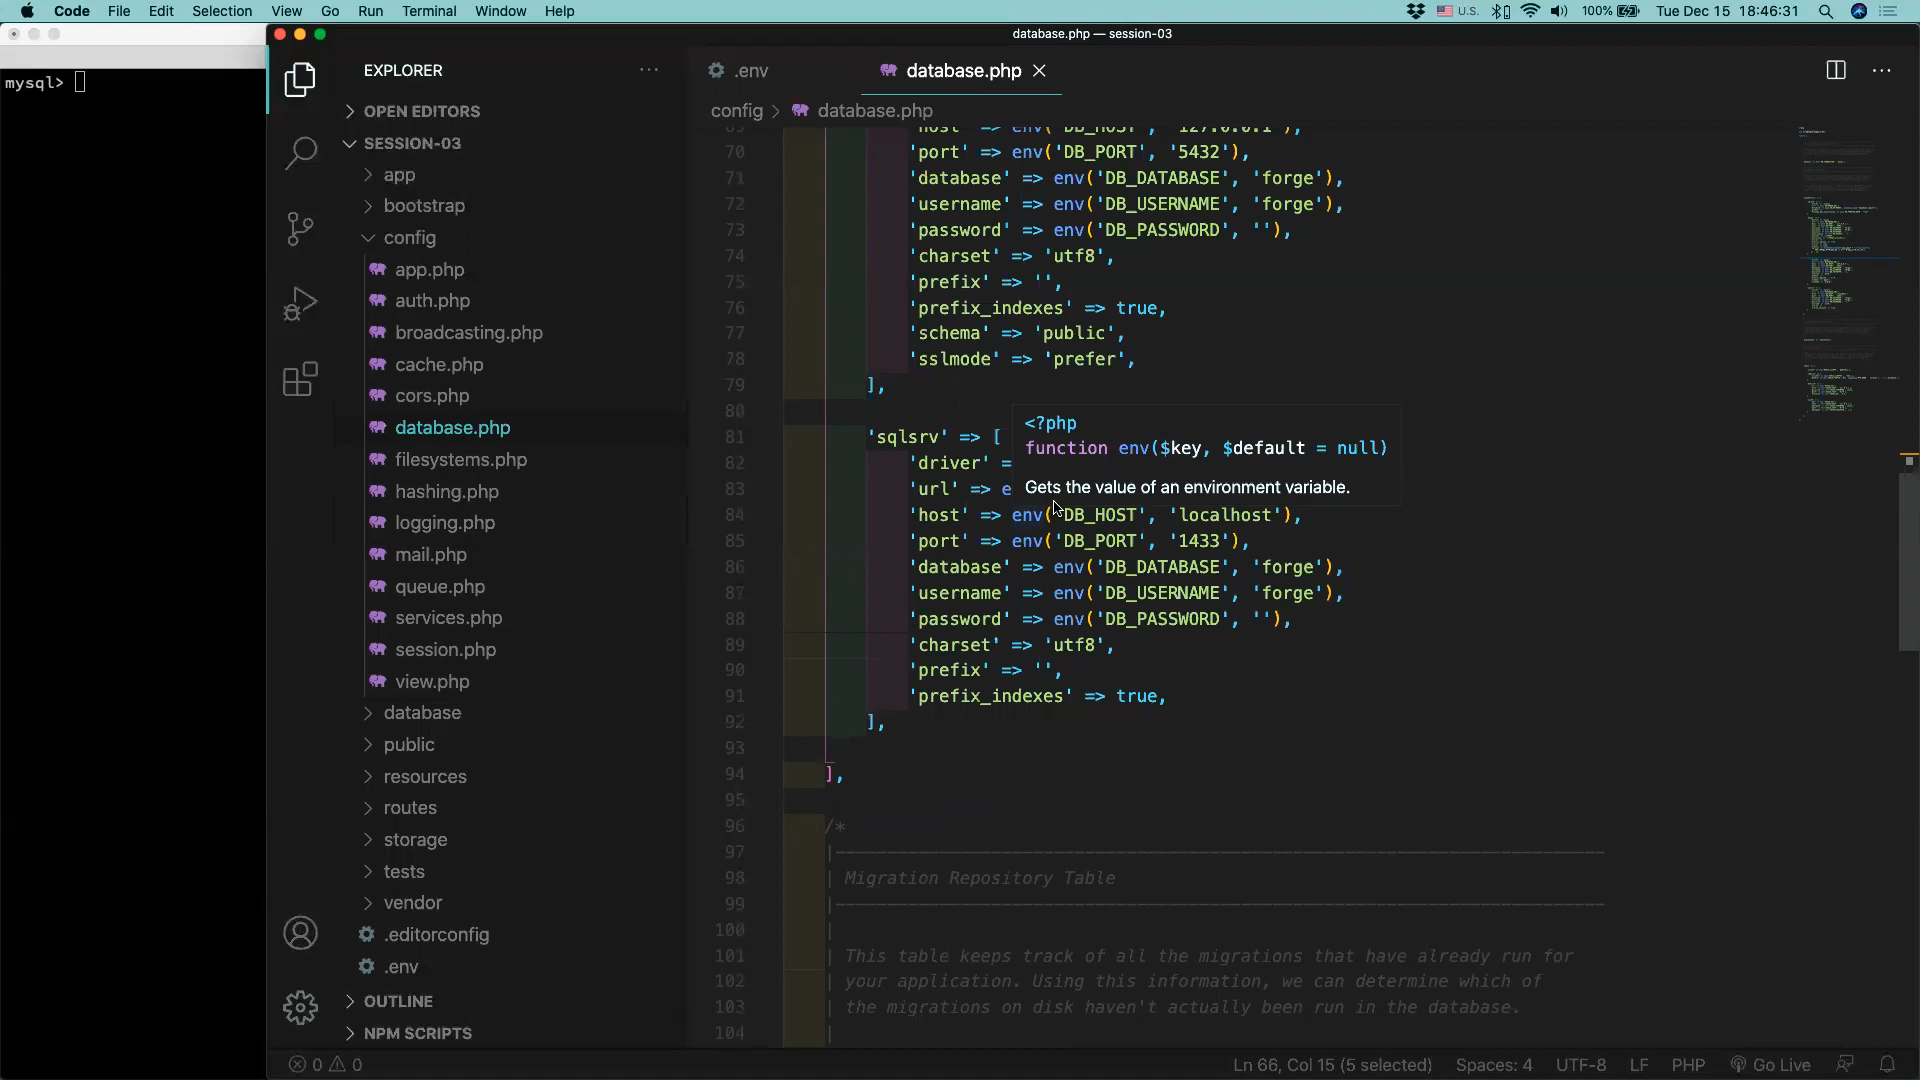 Code File Edit Selection View Go Run Terminal Window Help
U.S. 100% Tue Dec 15 18:46:31
database.php — session-03
mysql>
EXPLORER
.env
database.php
OPEN EDITORS
SESSION-03
app
bootstrap
config
app.php
auth.php
broadcasting.php
cache.php
cors.php
database.php
filesystems.php
hashing.php
logging.php
mail.php
queue.php
services.php
session.php
view.php
database
public
resources
routes
storage
tests
vendor
.editorconfig
.env
OUTLINE
NPM SCRIPTS
config > database.php
69 'host' => env('DB_HOST', '127.0.0.1'),
70 'port' => env('DB_PORT', '5432'),
71 'database' => env('DB_DATABASE', 'forge'),
72 'username' => env('DB_USERNAME', 'forge'),
73 'password' => env('DB_PASSWORD', ''),
74 'charset' => 'utf8',
75 'prefix' => '',
76 'prefix_indexes' => true,
77 'schema' => 'public',
78 'sslmode' => 'prefer',
79 ],
80
81 'sqlsrv' => [
82 'driver' =
83 'url' => e
<?php
function env($key, $default = null)
Gets the value of an environment variable.
84 'host' => env('DB_HOST', 'localhost'),
85 'port' => env('DB_PORT', '1433'),
86 'database' => env('DB_DATABASE', 'forge'),
87 'username' => env('DB_USERNAME', 'forge'),
88 'password' => env('DB_PASSWORD', ''),
89 'charset' => 'utf8',
90 'prefix' => '',
91 'prefix_indexes' => true,
92 ],
93
94 ],
95
96 /*
97 |--------------------------------------------------------------------------
98 | Migration Repository Table
99 |--------------------------------------------------------------------------
100 |
101 | This table keeps track of all the migrations that have already run for
102 | your application. Using this information, we can determine which of
103 | the migrations on disk haven't actually been run in the database.
104 |
0 0
Ln 66, Col 15 (5 selected) Spaces: 4 UTF-8 LF PHP Go Live